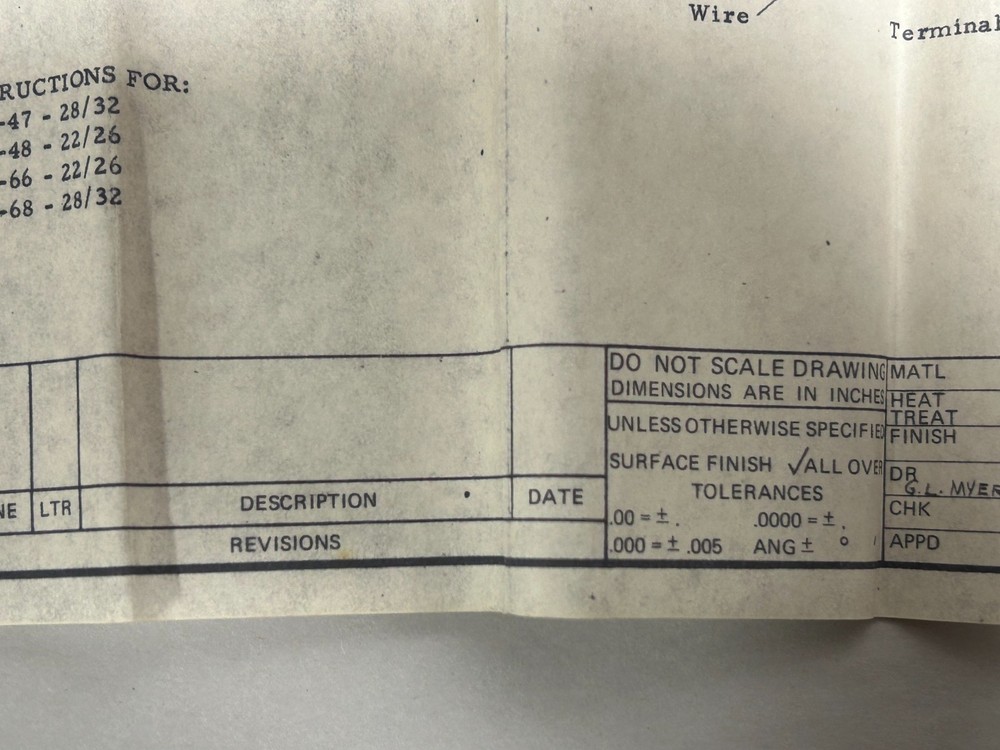 Wire
Terminal
RUCTIONS FOR:
-47 - 28/32
-48 - 22/26
-66 - 22/26
-68 - 28/32
NE LTR DESCRIPTION DATE
REVISIONS
DO NOT SCALE DRAWING
DIMENSIONS ARE IN INCHES
UNLESS OTHERWISE SPECIFIED
SURFACE FINISH √ALL OVER
TOLERANCES
.00 = ± . .0000 = ± .
.000 = ± .005 ANG ± °
MATL
HEAT
TREAT
FINISH
DR
G.L. MYER
CHK
APPD